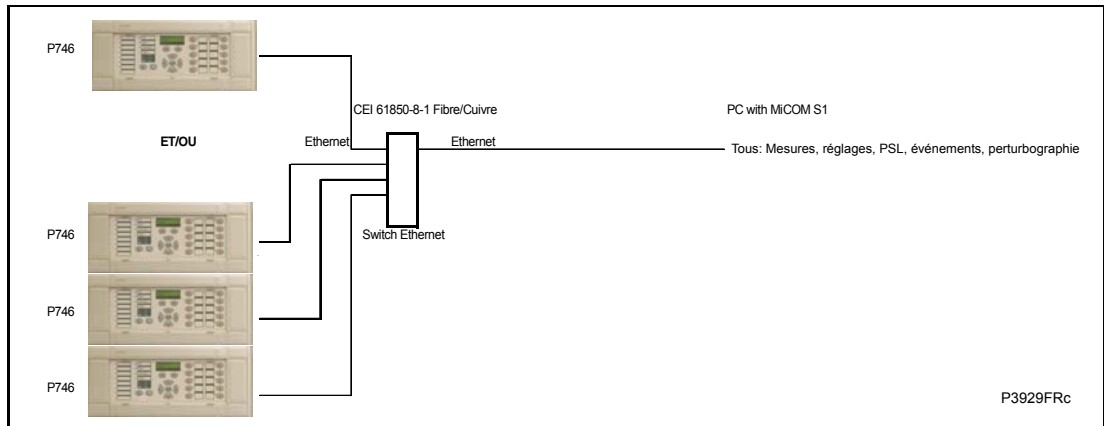 P746
CEI 61850-8-1 Fibre/Cuivre
PC with MiCOM S1
ET/OU
Ethernet
Ethernet
Tous: Mesures, réglages, PSL, événements, perturbographie
P746
Switch Ethernet
P746
P746
P3929FRc